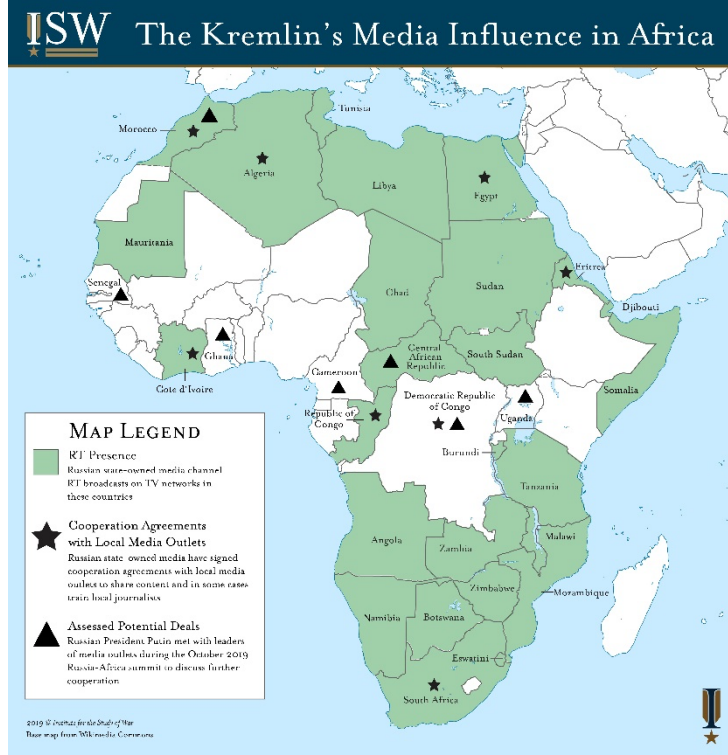 ISW The Kremlin's Media Influence in Africa
Tunisia
Morocco
Algeria
Libya
Egypt
Mauritania
Senegal
Chad
Sudan
Eritrea
Djibouti
Ghana
Cote d'Ivoire
Cameroon
Central
African
Republic
South Sudan
Somalia
Republic of
Congo
Democratic Republic
of Congo
Uganda
Burundi
Tanzania
Angola
Zambia
Malawi
Zimbabwe
Mozambique
Namibia
Botswana
Eswatini
South Africa
MAP LEGEND
RT Presence
Russian state-owned media channel
RT broadcasts on TV networks in
these countries
Cooperation Agreements
with Local Media Outlets
Russian state-owned media have signed
cooperation agreements with local media
outlets to share content and in some cases
train local journalists
Assessed Potential Deals
Russian President Putin met with leaders
of media outlets during the October 2019
Russia-Africa summit to discuss further
cooperation
2019 © Institute for the Study of War
Base map from Wikimedia Commons